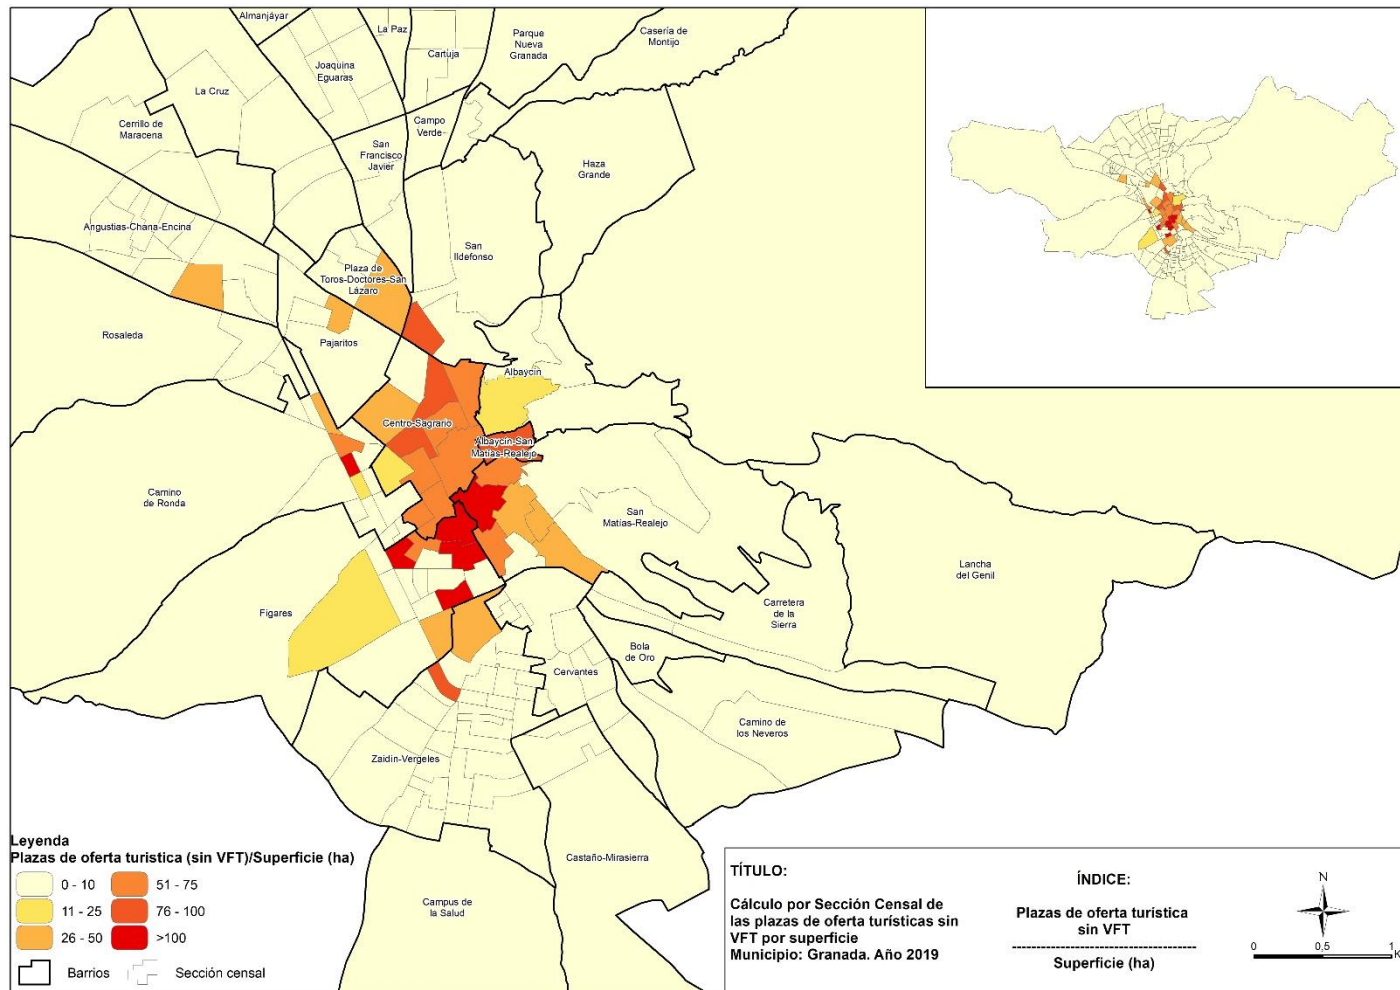 Almanjáyar
La Paz
Parque
Nueva
Granada
Casería de
Montijo
Cartuja
Joaquina
Eguaras
La Cruz
Cerrillo de
Maracena
Campo
Verde
San
Francisco
Javier
Haza
Grande
Angustias-Chana-Encina
San
Ildefonso
Plaza de
Toros-Doctores-San
Lázaro
Rosaleda
Pajaritos
Albaycín
Centro-Sagrario
Albaycín-San
Matías-Realejo
Camino
de Ronda
San
Matías-Realejo
Lancha
del Genil
Figares
Carretera
de la
Sierra
Bola
de Oro
Cervantes
Camino de
los Neveros
Zaidín-Vergeles
Castaño-Mirasierra
Campus de
la Salud
Leyenda
Plazas de oferta turistica (sin VFT)/Superficie (ha)
0 - 10
51 - 75
11 - 25
76 - 100
26 - 50
>100
Barrios
Sección censal
TÍTULO:
Cálculo por Sección Censal de
las plazas de oferta turísticas sin
VFT por superficie
Municipio: Granada. Año 2019
ÍNDICE:
Plazas de oferta turística
sin VFT
----------------------------------
Superficie (ha)
N
0 0,5 1
K